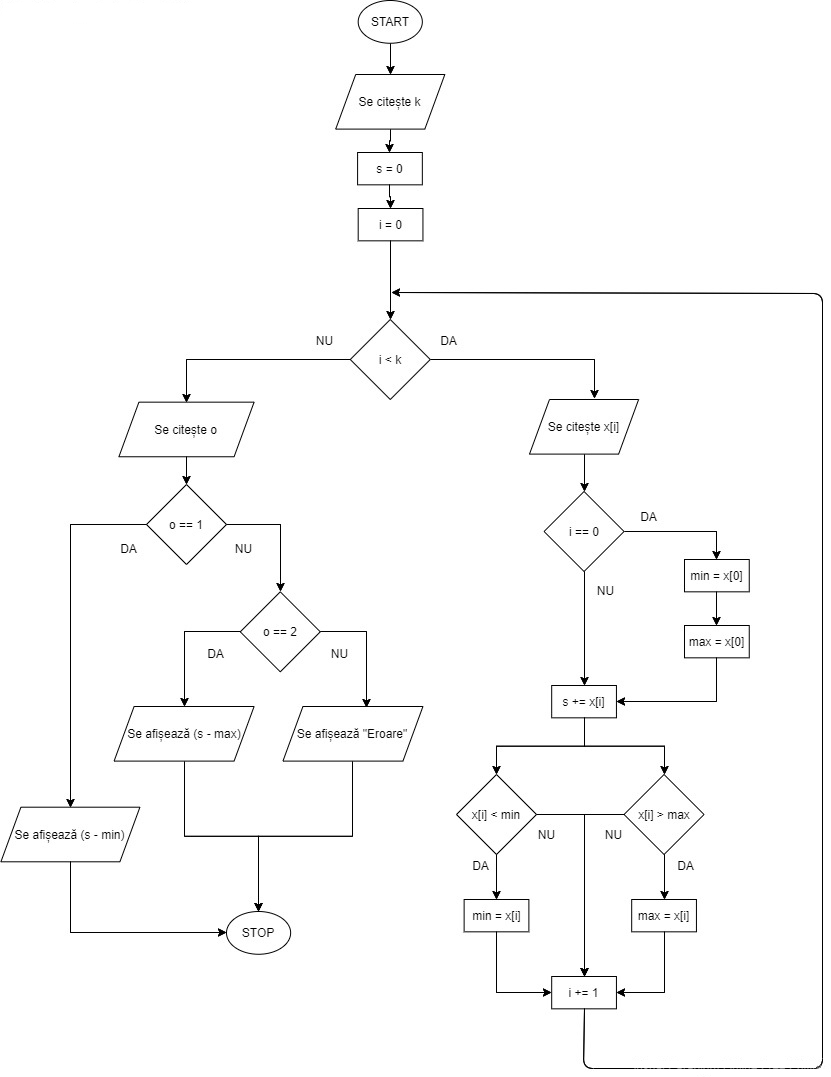 START
Se citește k
s = 0
i = 0
NU
DA
i < k
Se citește o
Se citește x[i]
o == 1
DA
NU
i == 0
DA
NU
min = x[0]
max = x[0]
o == 2
DA
NU
s += x[i]
Se afișează (s - max)
Se afișează "Eroare"
Se afișează (s - min)
x[i] < min
x[i] > max
NU
NU
DA
DA
min = x[i]
max = x[i]
STOP
i += 1